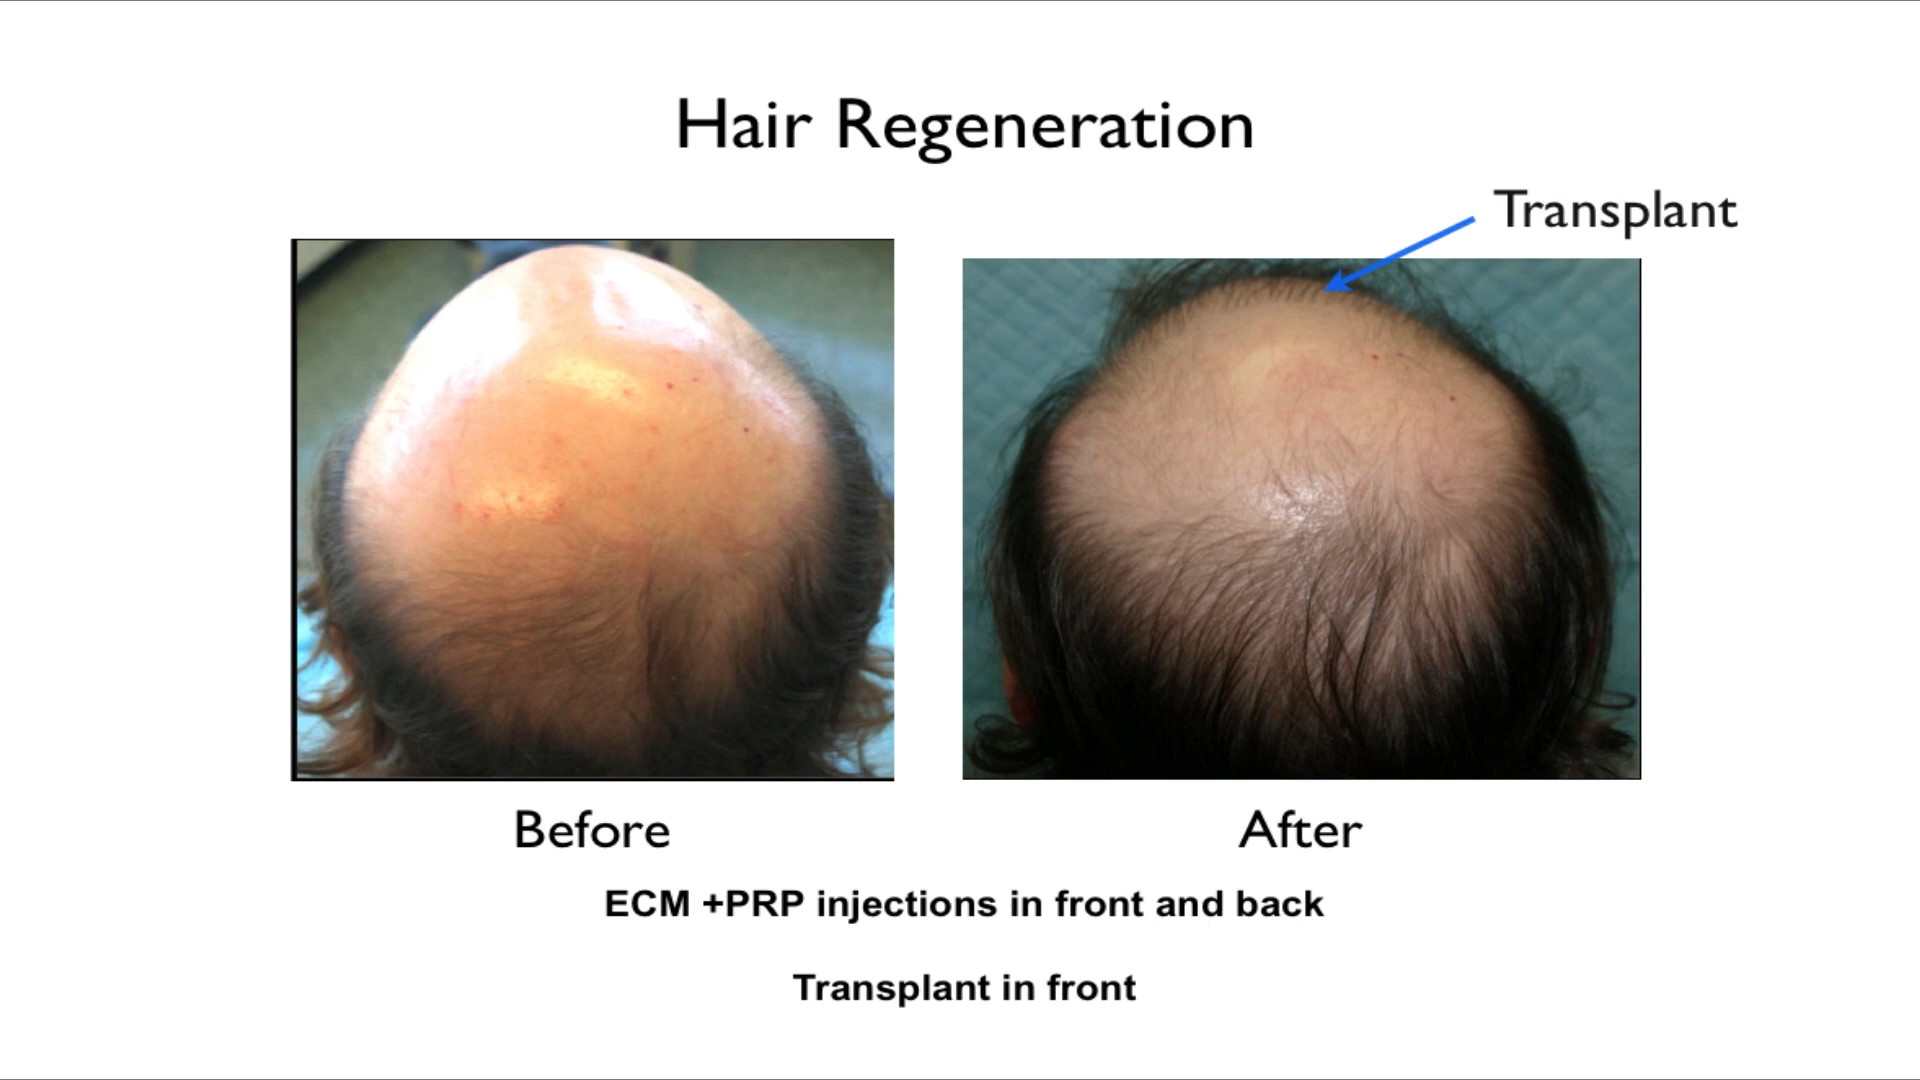 Hair Regeneration
Transplant
Before
After
ECM +PRP injections in front and back
Transplant in front